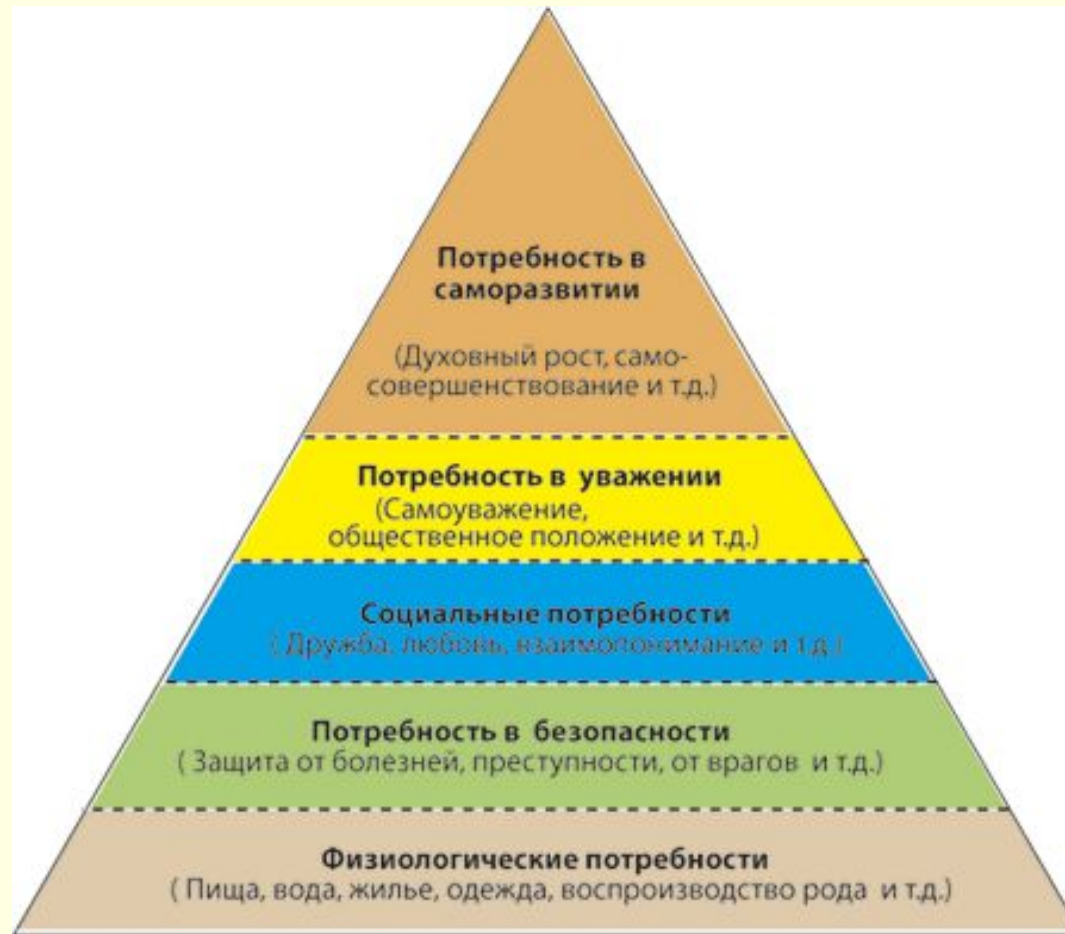 Потребность в
саморазвитии
(Духовный рост, само-
совершенствование и т.д.)
Потребность в уважении
(Самоуважение,
общественное положение и т.д.)
Социальные потребности
( Дружба, любовь, взаимопонимание и т.д.)
Потребность в безопасности
( Защита от болезней, преступности, от врагов и т.д.)
Физиологические потребности
( Пища, вода, жилье, одежда, воспроизводство рода и т.д.)